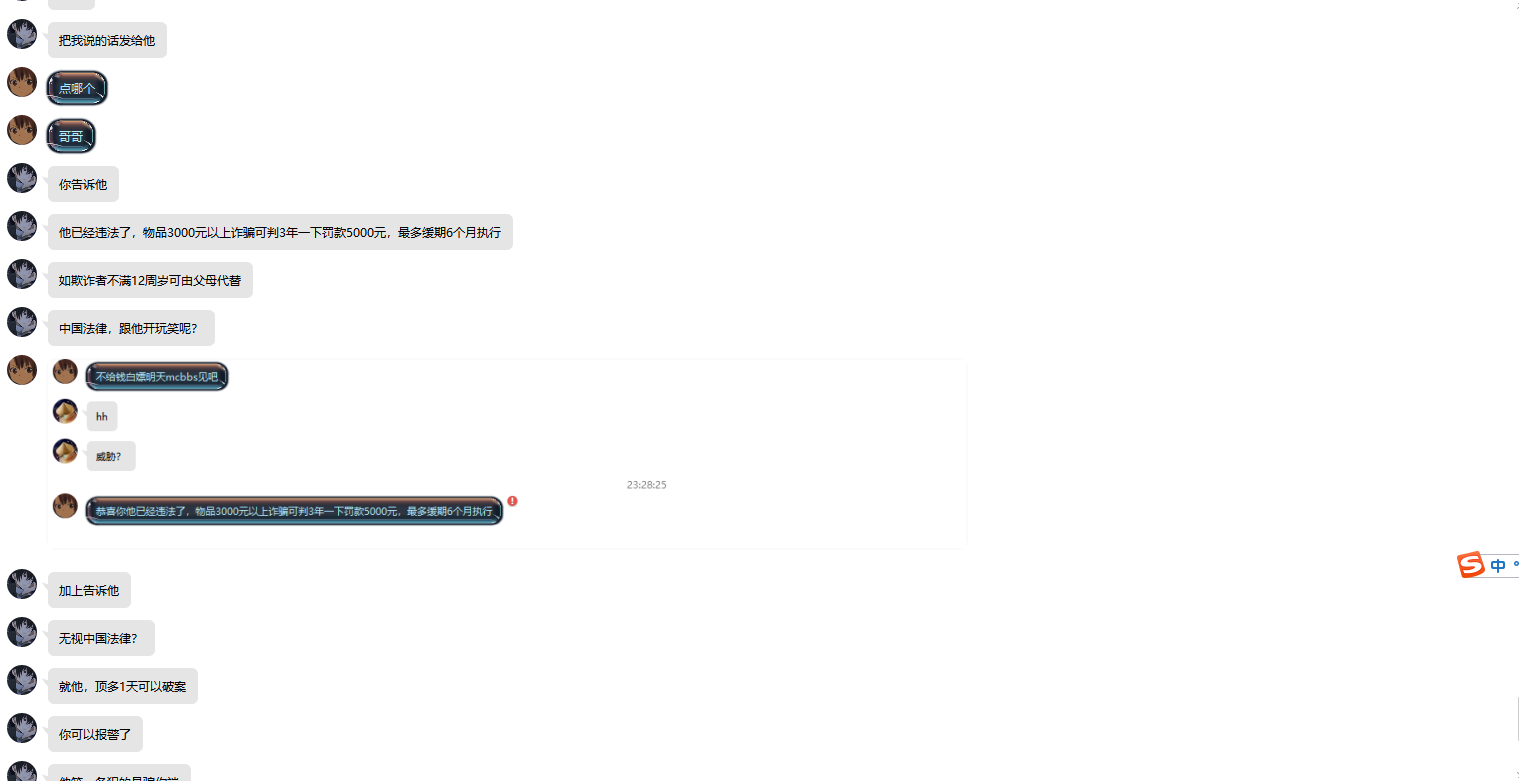 把我说的话发给他
点哪个
哥哥
你告诉他
他已经违法了，物品3000元以上诈骗可判3年一下罚款5000元，最多缓期6个月执行
如欺诈者不满12周岁可由父母代替
中国法律，跟他开玩笑呢？
不给钱白嫖明天mcbbs见吧
hh
威胁？
23:28:25
恭喜你他已经违法了，物品3000元以上诈骗可判3年一下罚款5000元，最多缓期6个月执行
中
加上告诉他
无视中国法律？
就他，顶多1天可以破案
你可以报警了